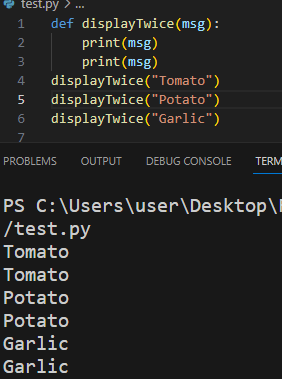 test.py > ...
1 def displayTwice(msg):
2     print(msg)
3     print(msg)
4 displayTwice("Tomato")
5 displayTwice("Potato")
6 displayTwice("Garlic")
7
PROBLEMS OUTPUT DEBUG CONSOLE
PS C:\Users\user\Desktop\
/test.py
Tomato
Tomato
Potato
Potato
Garlic
Garlic